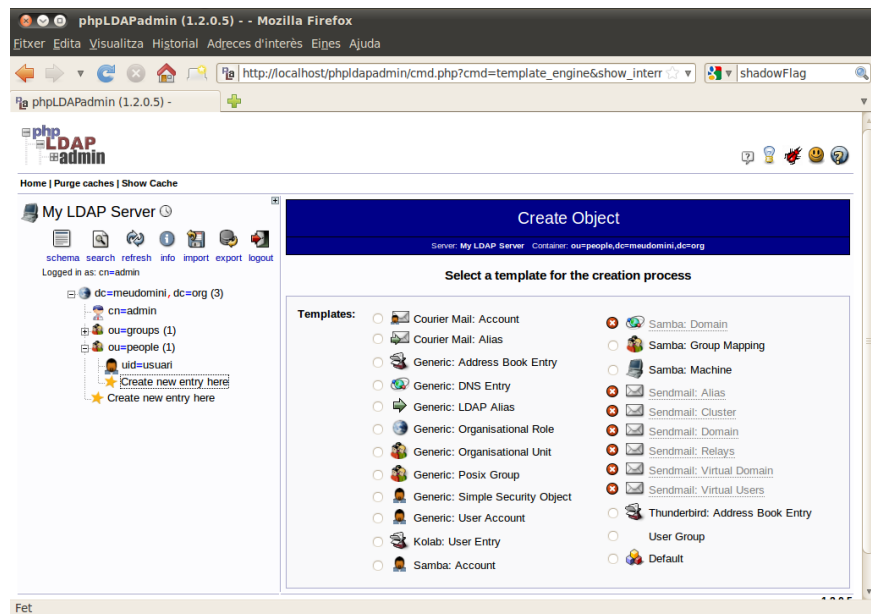 phpLDAPadmin (1.2.0.5) - - Mozilla Firefox
Fitxer Edita Visualitza Historial Adreces d'interès Eines Ajuda
http://localhost/phpldapadmin/cmd.php?cmd=template_engine&show_interr
shadowFlag
phpLDAPadmin (1.2.0.5) -
php
LDAP
admin
Home | Purge caches | Show Cache
My LDAP Server
schema search refresh info import export logout
Logged in as: cn=admin
dc=meudomini, dc=org (3)
cn=admin
ou=groups (1)
ou=people (1)
uid=usuari
Create new entry here
Create new entry here
Create Object
Server: My LDAP Server Container: ou=people,dc=meudomini,dc=org
Select a template for the creation process
Templates:
Courier Mail: Account
Courier Mail: Alias
Generic: Address Book Entry
Generic: DNS Entry
Generic: LDAP Alias
Generic: Organisational Role
Generic: Organisational Unit
Generic: Posix Group
Generic: Simple Security Object
Generic: User Account
Kolab: User Entry
Samba: Account
Samba: Domain
Samba: Group Mapping
Samba: Machine
Sendmail: Alias
Sendmail: Cluster
Sendmail: Domain
Sendmail: Relays
Sendmail: Virtual Domain
Sendmail: Virtual Users
Thunderbird: Address Book Entry
User Group
Default
1.2.0.5
Fet